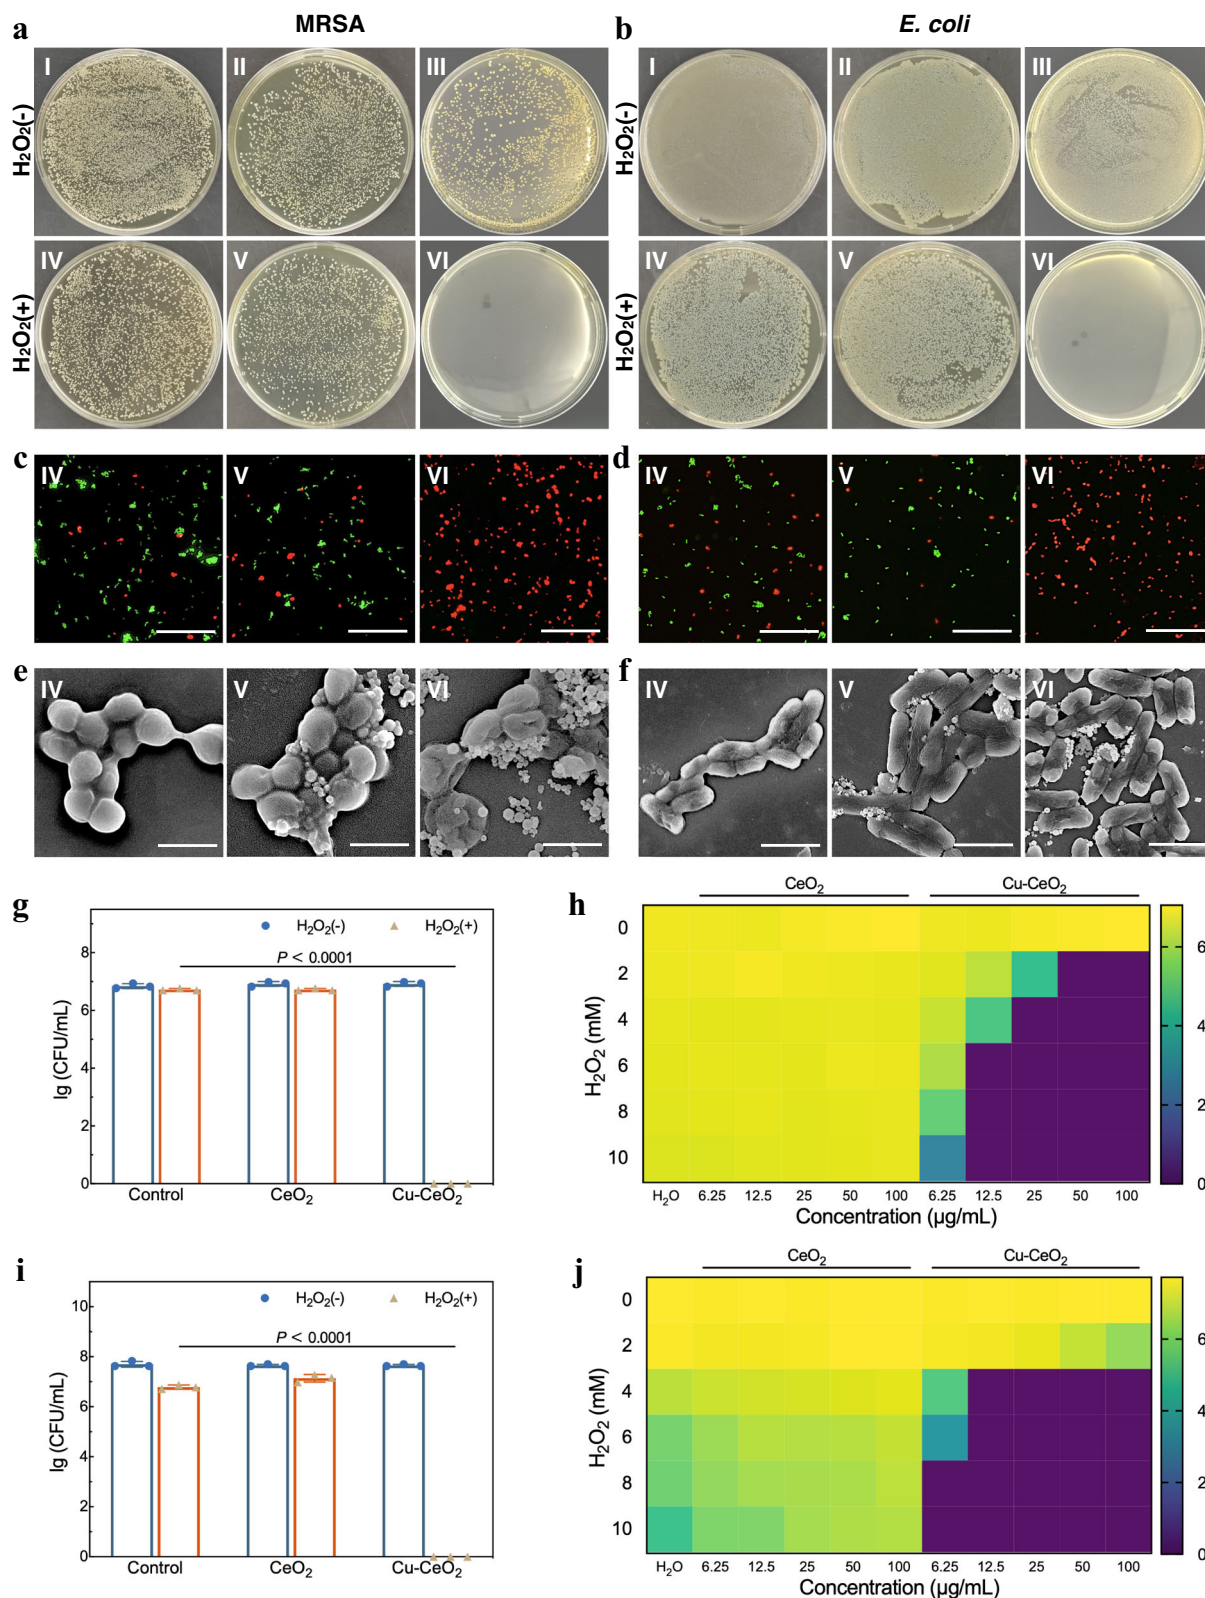 a
MRSA
b
E. coli
H₂O₂(-)
I
II
III
I
II
III
H₂O₂(+)
IV
V
VI
IV
V
VI
c
IV
V
VI
d
IV
V
VI
e
IV
V
VI
f
IV
V
VI
g
H₂O₂(-)
H₂O₂(+)
P < 0.0001
lg (CFU/mL)
8
6
4
2
0
Control
CeO₂
Cu-CeO₂
h
CeO₂
Cu-CeO₂
H₂O₂ (mM)
0
2
4
6
8
10
H₂O
6.25
12.5
25
50
100
6.25
12.5
25
50
100
Concentration (µg/mL)
6
4
2
0
i
H₂O₂(-)
H₂O₂(+)
P < 0.0001
lg (CFU/mL)
10
8
6
4
2
0
Control
CeO₂
Cu-CeO₂
j
CeO₂
Cu-CeO₂
H₂O₂ (mM)
0
2
4
6
8
10
H₂O
6.25
12.5
25
50
100
6.25
12.5
25
50
100
Concentration (µg/mL)
6
4
2
0